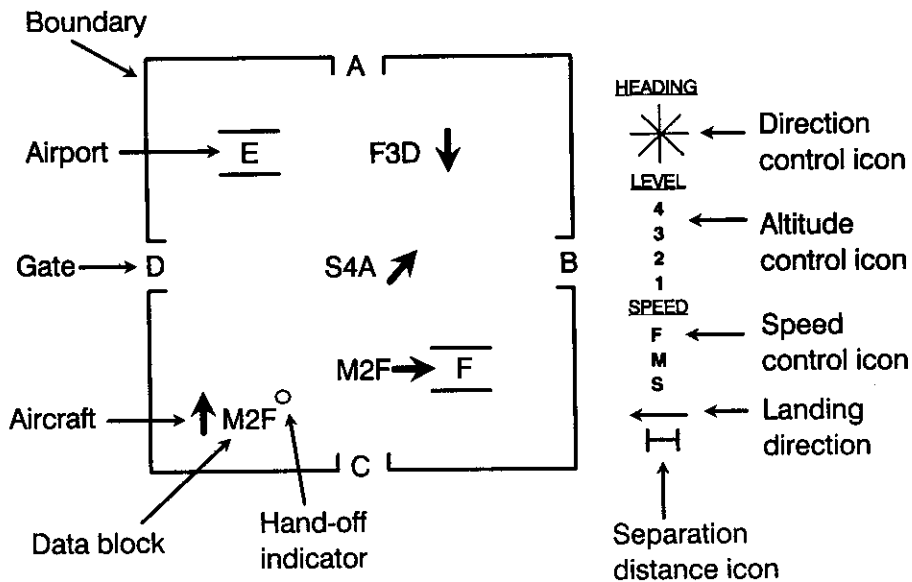 Boundary
A
HEADING
Airport
E
F3D
Direction
control icon
LEVEL
4
3
2
1
Altitude
control icon
Gate
D
S4A
B
SPEED
F
M
S
Speed
control icon
M2F
F
Aircraft
M2F
Landing
direction
C
Data block
Hand-off
indicator
Separation
distance icon